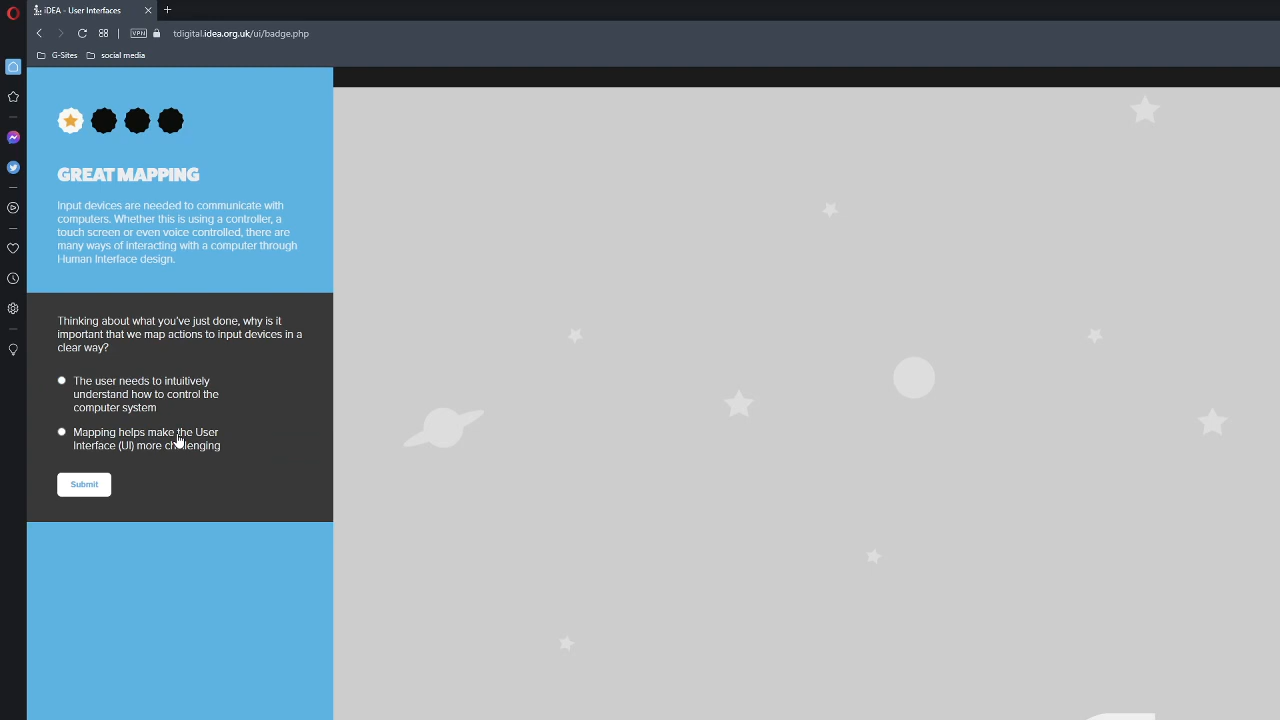 iDEA - User Interfaces
VPN
tdigital.idea.org.uk/ui/badge.php
G-Sites
social media
GREAT MAPPING
Input devices are needed to communicate with
computers. Whether this is using a controller, a
touch screen or even voice controlled, there are
many ways of interacting with a computer through
Human Interface design.
Thinking about what you've just done, why is it
important that we map actions to input devices in a
clear way?
The user needs to intuitively
understand how to control the
computer system
Mapping helps make the User
Interface (UI) more challenging
Submit